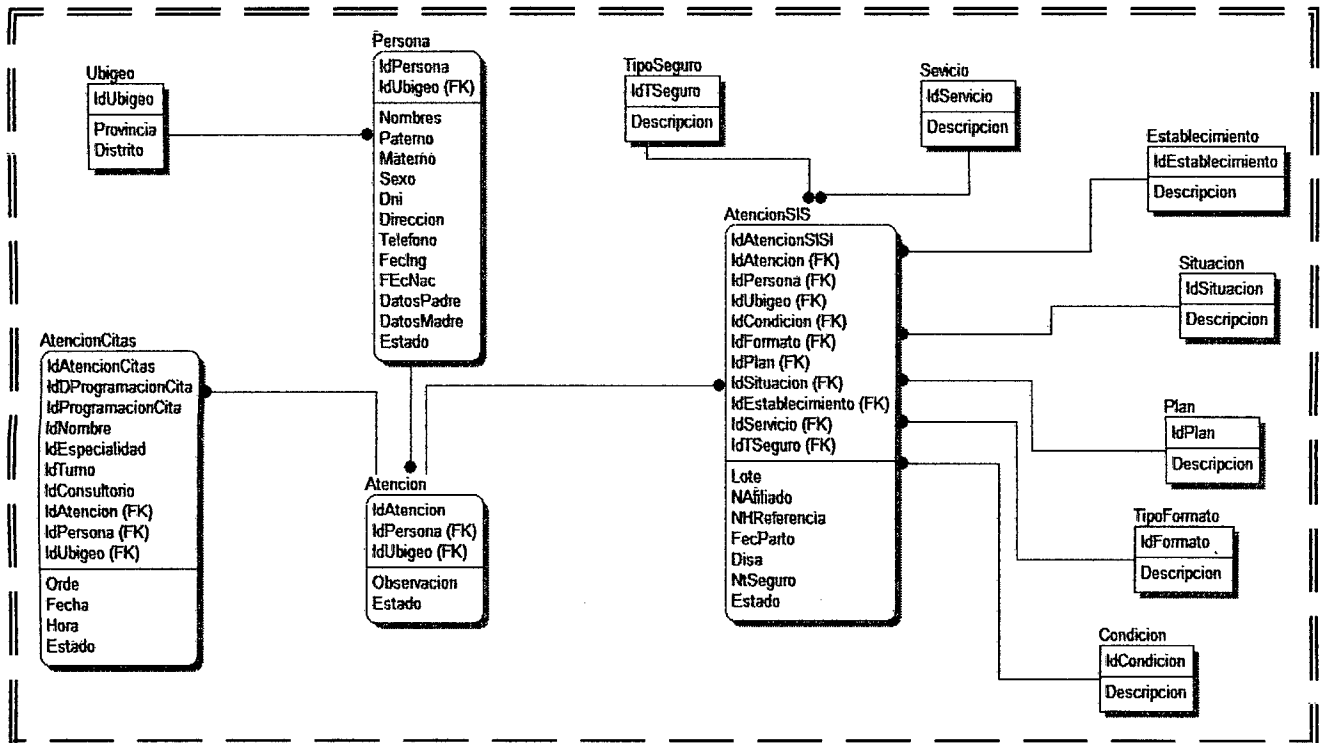 Ubigeo
IdUbigeo
Provincia
Distrito
Persona
IdPersona
IdUbigeo (FK)
Nombres
Paterno
Materno
Sexo
Dni
Direccion
Telefono
FecIng
FEcNac
DatosPadre
DatosMadre
Estado
TipoSeguro
IdTSeguro
Descripcion
Sevicio
IdServicio
Descripcion
Establecimiento
IdEstablecimiento
Descripcion
Situacion
IdSituacion
Descripcion
AtencionSIS
IdAtencionSISI
IdAtencion (FK)
IdPersona (FK)
IdUbigeo (FK)
IdCondicion (FK)
IdFormato (FK)
IdPlan (FK)
IdSituacion (FK)
IdEstablecimiento (FK)
IdServicio (FK)
IdTSeguro (FK)
Lote
NAfiliado
NHReferencia
FecParto
Disa
NtSeguro
Estado
AtencionCitas
IdAtencionCitas
IdDProgramacionCita
IdProgramacionCita
IdNombre
IdEspecialidad
IdTurno
IdConsultorio
IdAtencion (FK)
IdPersona (FK)
IdUbigeo (FK)
Orde
Fecha
Hora
Estado
Atencion
IdAtencion
IdPersona (FK)
IdUbigeo (FK)
Observacion
Estado
Plan
IdPlan
Descripcion
TipoFormato
IdFormato
Descripcion
Condicion
IdCondicion
Descripcion